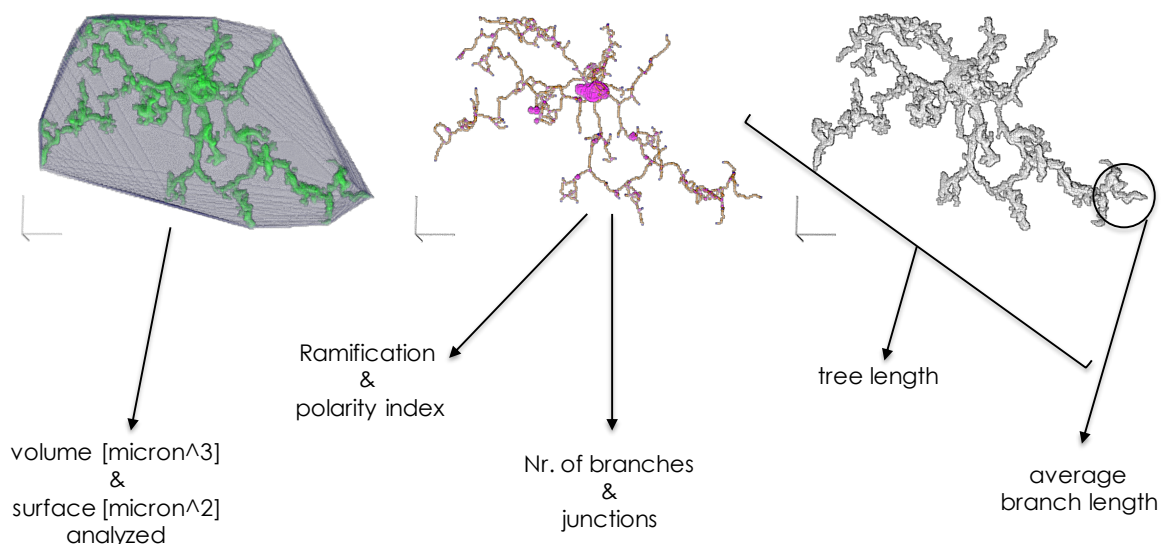 Ramification
&
polarity index
tree length
volume [micron^3]
&
surface [micron^2]
analyzed
Nr. of branches
&
junctions
average
branch length